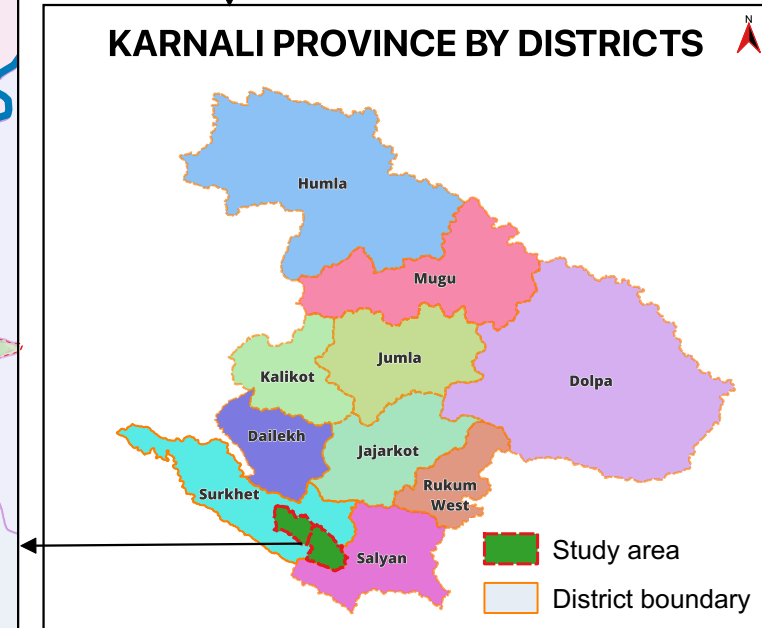 N
KARNALI PROVINCE BY DISTRICTS
Humla
Mugu
Jumla
Kalikot
Dolpa
Dailekh
Jajarkot
Rukum
West
Surkhet
Salyan
Study area
District boundary